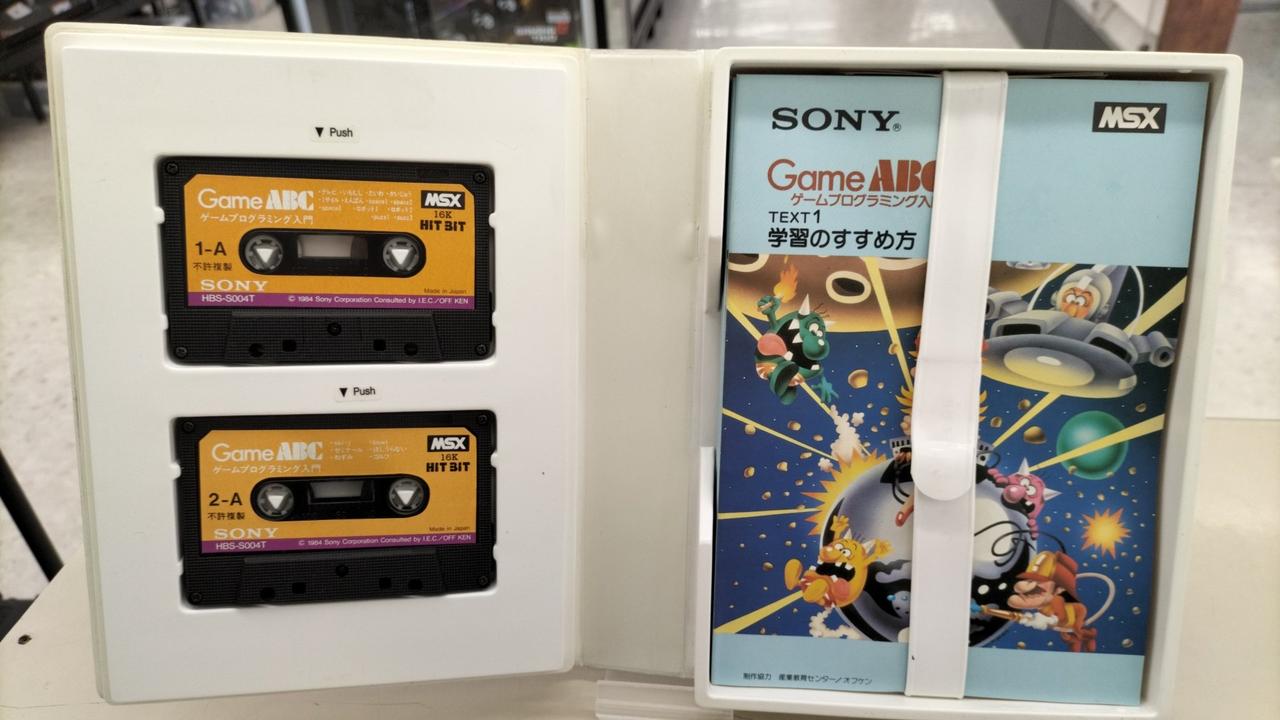 ▼ Push
Game ABC
ゲームプログラミング入門
MSX
16K
HiT BiT
1-A
不許複製
SONY
Made in Japan
HBS-S004T © 1984 Sony Corporation Consulted by I.E.C./OFF KEN
▼ Push
Game ABC
ゲームプログラミング入門
MSX
16K
HiT BiT
2-A
不許複製
SONY
Made in Japan
HBS-S004T © 1984 Sony Corporation Consulted by I.E.C./OFF KEN
SONY®
MSX
Game ABC
ゲームプログラミング入
TEXT 1
学習のすすめ方
制作協力 産業教育センター/オフケン